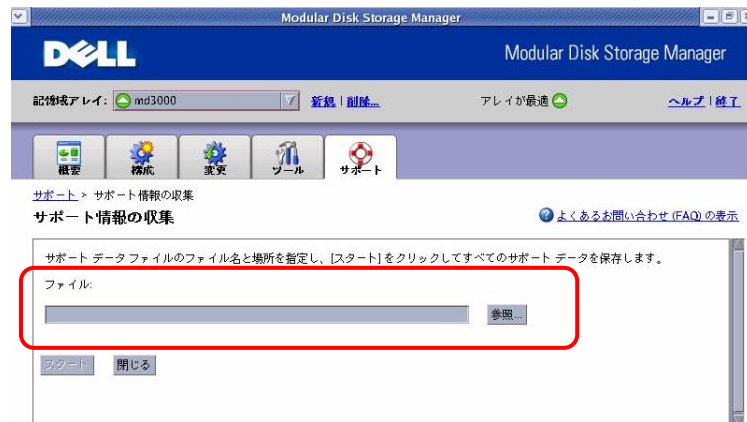 Modular Disk Storage Manager
DELL
Modular Disk Storage Manager
記憶域アレイ: md3000 新規 | 削除... アレイが最適 ヘルプ | 終了
概要 構成 変更 ツール サポート
サポート > サポート情報の収集
サポート情報の収集 よくあるお問い合わせ (FAQ) の表示
サポート データ ファイルのファイル名と場所を指定し、[スタート] をクリックしてすべてのサポート データを保存します。
ファイル:
参照...
スタート 閉じる